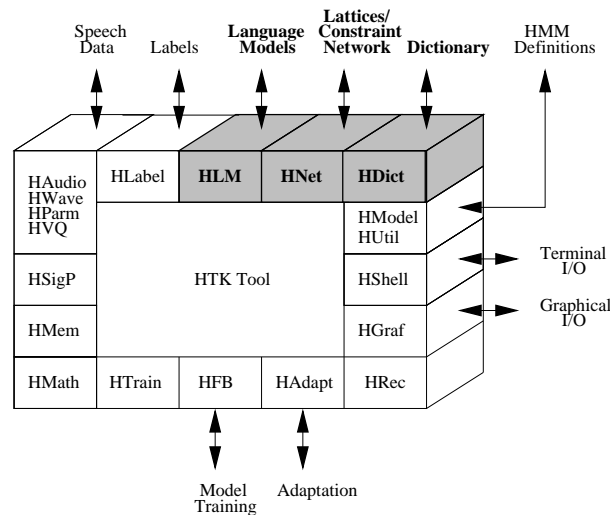 Speech
Data
Labels
Language
Models
Lattices/
Constraint
Network
Dictionary
HMM
Definitions
HAudio
HWave
HParm
HVQ
HLabel
HLM
HNet
HDict
HModel
HUtil
HSigP
HTK Tool
HShell
Terminal
I/O
HMem
HGraf
Graphical
I/O
HMath
HTrain
HFB
HAdapt
HRec
Model
Training
Adaptation